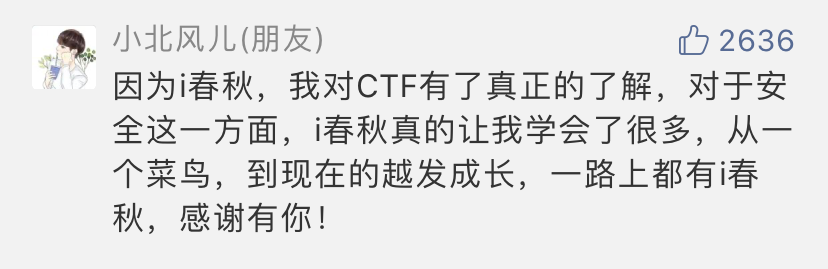 小北风儿(朋友)
2636
因为i春秋，我对CTF有了真正的了解，对于安
全这一方面，i春秋真的让我学会了很多，从一
个菜鸟，到现在的越发成长，一路上都有i春
秋，感谢有你！